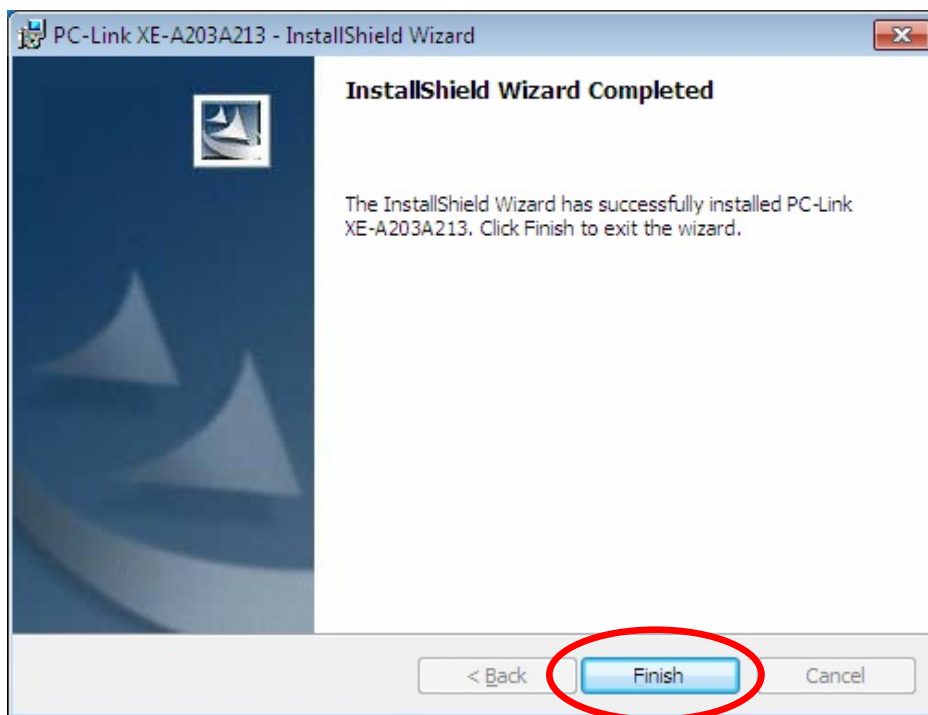 PC-Link XE-A203A213 - InstallShield Wizard
InstallShield Wizard Completed
The InstallShield Wizard has successfully installed PC-Link
XE-A203A213. Click Finish to exit the wizard.
< Back Finish Cancel